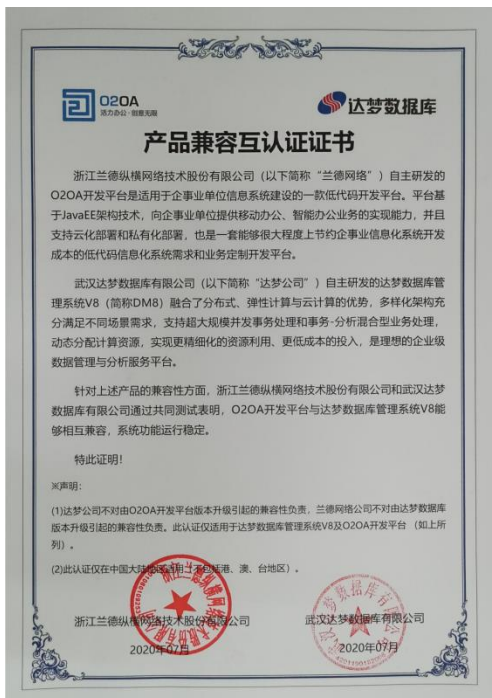 O2OA
活力办公·创意无限
达梦数据库
产品兼容互认证证书
浙江兰德纵横网络技术股份有限公司（以下简称“兰德网络”）自主研发的
O2OA开发平台是适用于企事业单位信息系统建设的一款低代码开发平台。平台基
于JavaEE架构技术，向企事业单位提供移动办公、智能办公业务的实现能力，并且
支持云化部署和私有化部署，也是一套能够很大程度上节约企事业信息化系统开发
成本的低代码信息化系统需求和业务定制开发平台。
武汉达梦数据库有限公司（以下简称“达梦公司”）自主研发的达梦数据库管
理系统V8（简称DM8）融合了分布式、弹性计算与云计算的优势，多样化架构充
分满足不同场景需求，支持超大规模并发事务处理和事务-分析混合型业务处理，
动态分配计算资源，实现更精细化的资源利用、更低成本的投入，是理想的企业级
数据管理与分析服务平台。
针对上述产品的兼容性方面，浙江兰德纵横网络技术股份有限公司和武汉达梦
数据库有限公司通过共同测试表明，O2OA开发平台与达梦数据库管理系统V8能
够相互兼容，系统功能运行稳定。
特此证明！
※声明：
(1)达梦公司不对由O2OA开发平台版本升级引起的兼容性负责，兰德网络公司不对由达梦数据库
版本升级引起的兼容性负责。此认证仅适用于达梦数据库管理系统V8及O2OA开发平台 （如上所
列）。
(2)此认证仅在中国大陆地区适用（不包括港、澳、台地区）。
浙江兰德纵横网络技术股份有限公司
武汉达梦数据库有限公司
2020年07月
2020年07月